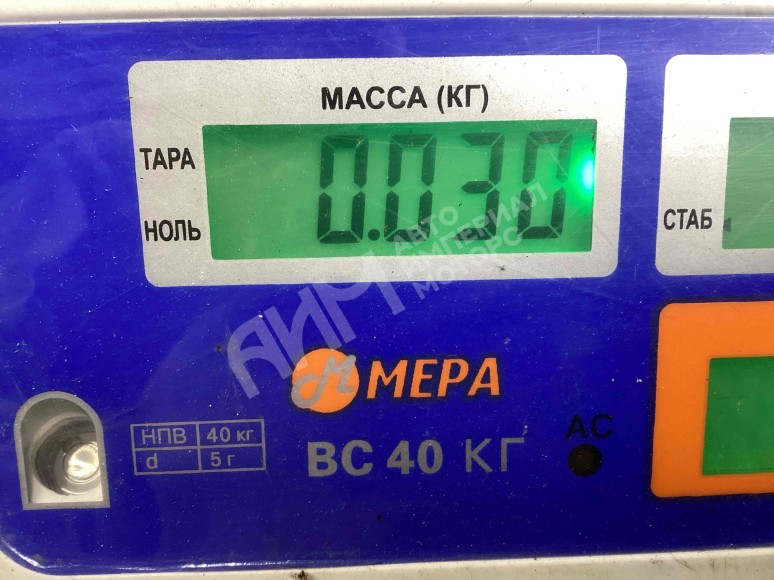 МАССА (КГ)
ТАРА
0.030
НОЛЬ
СТАБ
АВТО
ИМПЕРИАЛ
МОТОРС
АИМ
М МЕРА
НПВ 40 кг
d 5 г
ВС 40 КГ
АС